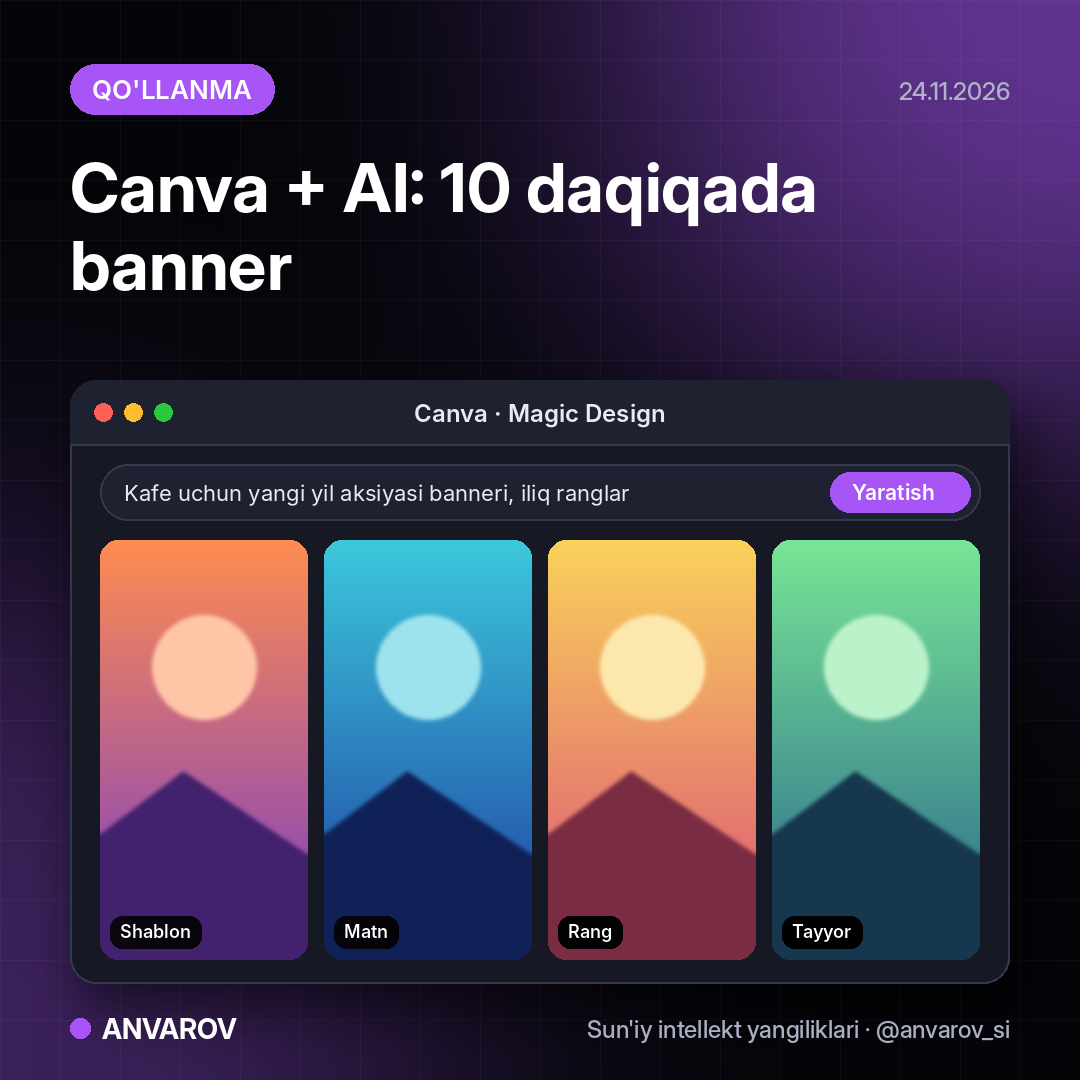 QO'LLANMA
24.11.2026
Canva + AI: 10 daqiqada
banner
Canva · Magic Design
Kafe uchun yangi yil aksiyasi banneri, iliq ranglar
Yaratish
Shablon
Matn
Rang
Tayyor
ANVAROV
Sun'iy intellekt yangiliklari · @anvarov_si